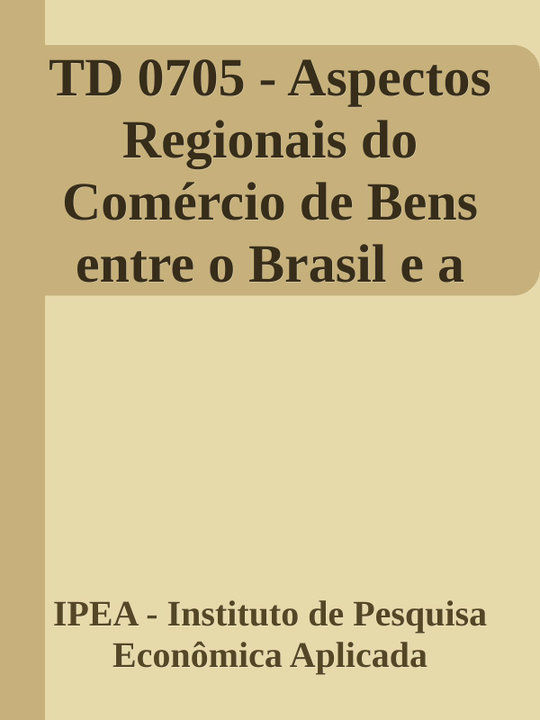 TD 0705 - Aspectos
Regionais do
Comércio de Bens
entre o Brasil e a
IPEA - Instituto de Pesquisa
Econômica Aplicada